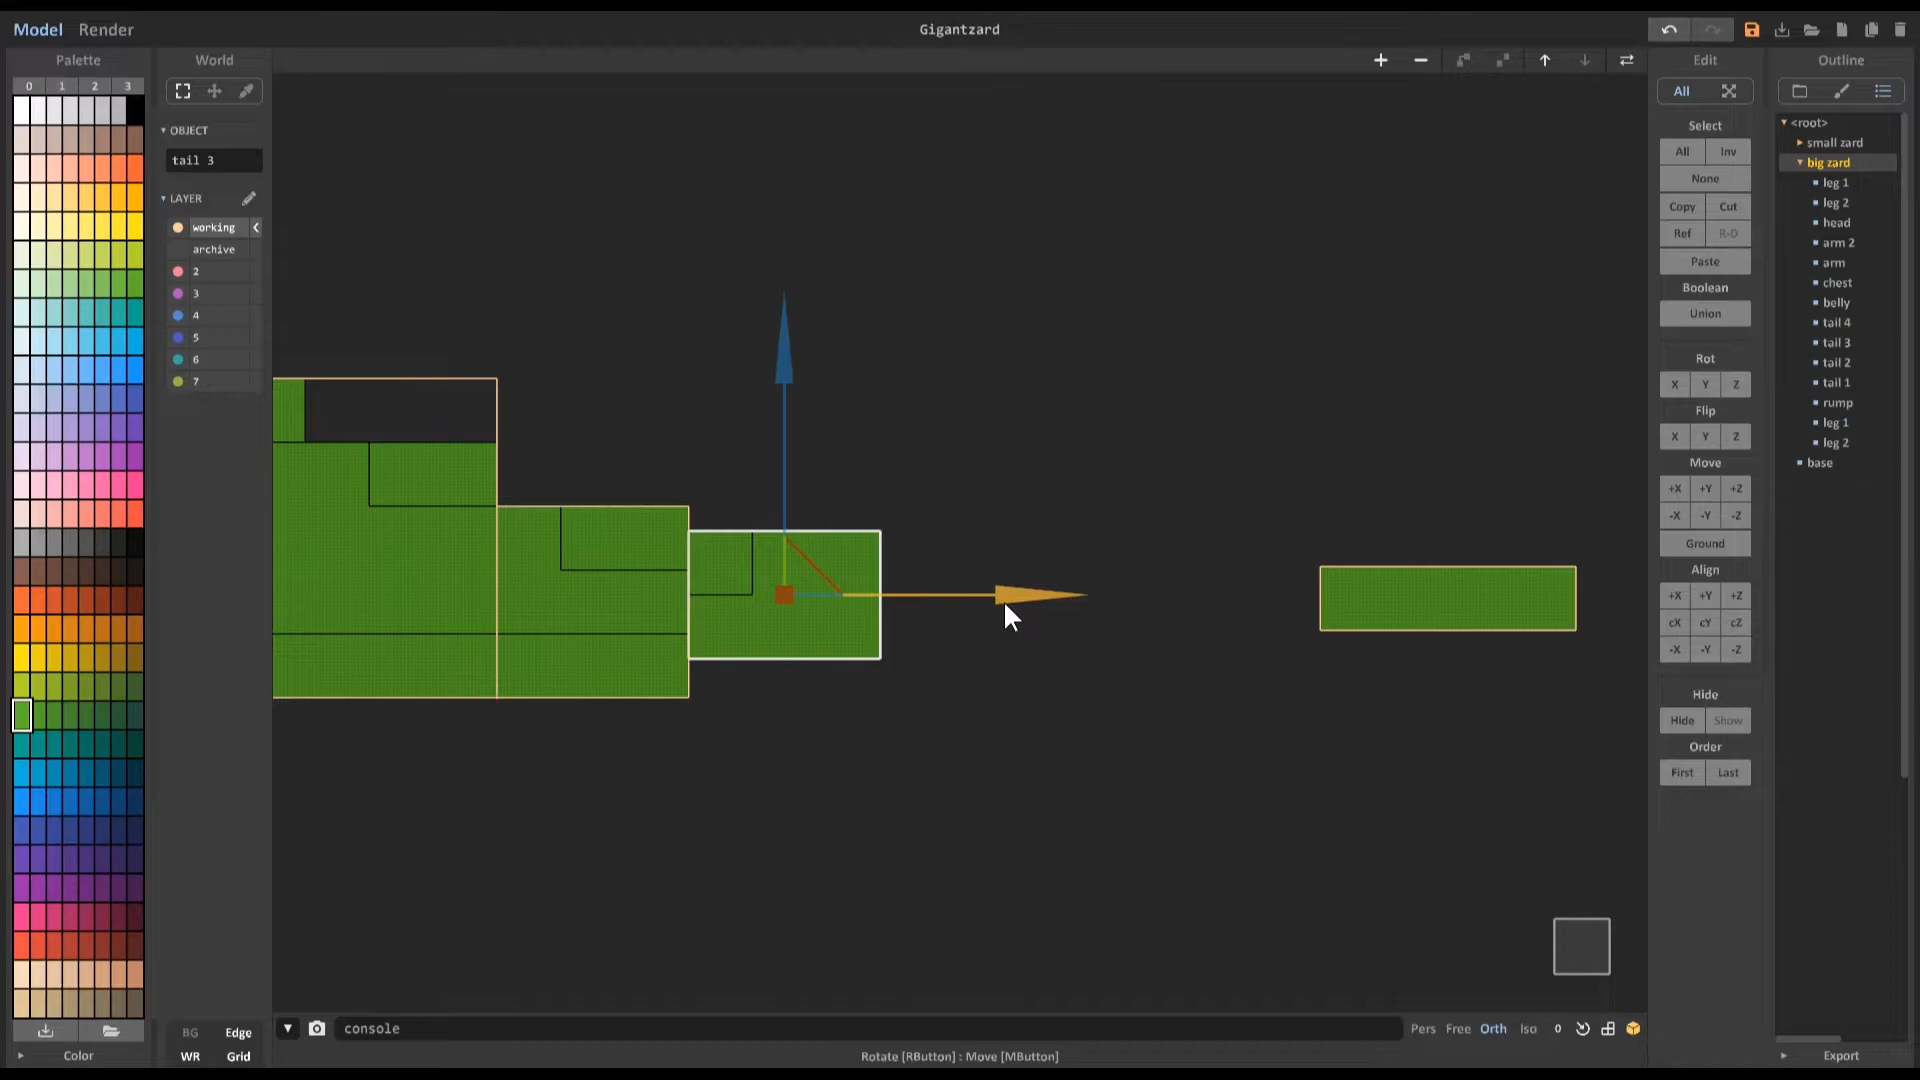 Model Render
Gigantzard
Palette
World
Edit
Outline
0 1 2 3
All
OBJECT
tail 3
LAYER
working
archive
2
3
4
5
6
7
Select
All Inv
None
Copy Cut
Ref R-D
Paste
Boolean
Union
Rot
X Y Z
Flip
X Y Z
Move
+X +Y +Z
-X -Y -Z
Ground
Align
+X +Y +Z
cX cY cZ
-X -Y -Z
Hide
Hide Show
Order
First Last
<root>
small zard
big zard
leg 1
leg 2
head
arm 2
arm
chest
belly
tail 4
tail 3
tail 2
tail 1
rump
leg 1
leg 2
base
BG Edge
WR Grid
Color
console
Pers Free Orth Iso 0
Rotate [RButton] : Move [MButton]
Export